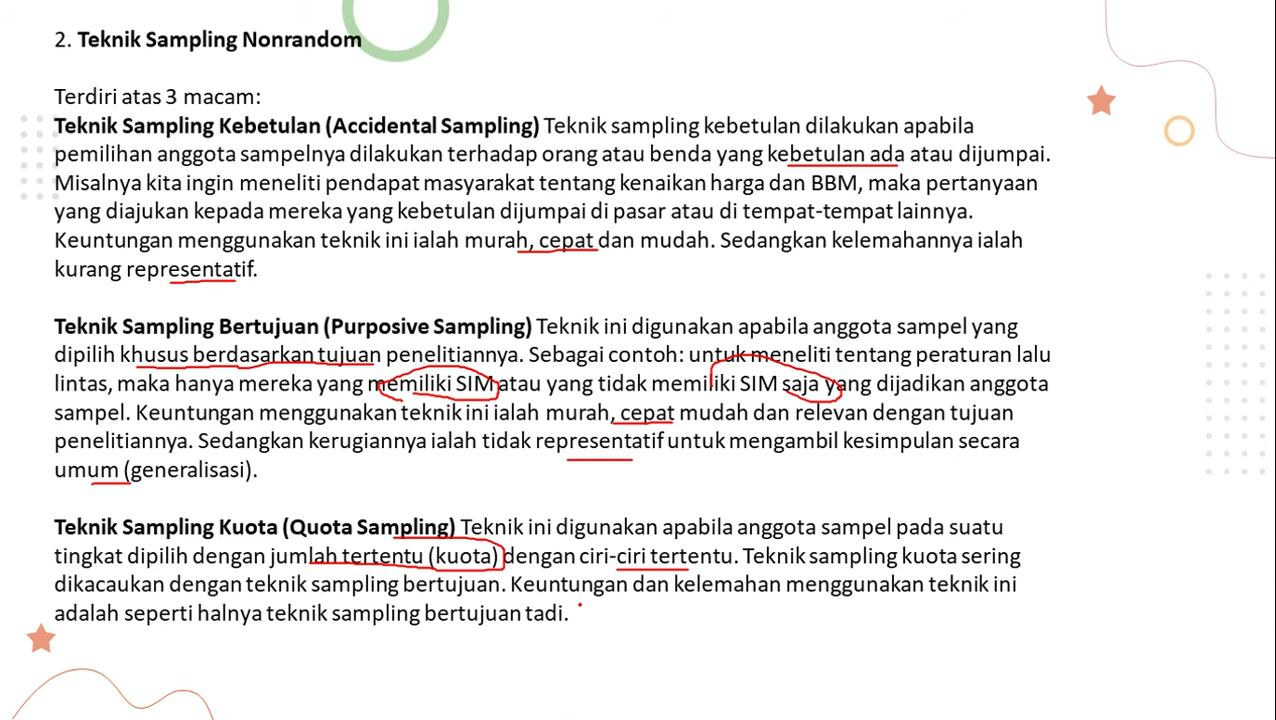 2. Teknik Sampling Nonrandom
Terdiri atas 3 macam:
Teknik Sampling Kebetulan (Accidental Sampling) Teknik sampling kebetulan dilakukan apabila
pemilihan anggota sampelnya dilakukan terhadap orang atau benda yang kebetulan ada atau dijumpai.
Misalnya kita ingin meneliti pendapat masyarakat tentang kenaikan harga dan BBM, maka pertanyaan
yang diajukan kepada mereka yang kebetulan dijumpai di pasar atau di tempat-tempat lainnya.
Keuntungan menggunakan teknik ini ialah murah, cepat dan mudah. Sedangkan kelemahannya ialah
kurang representatif.
Teknik Sampling Bertujuan (Purposive Sampling) Teknik ini digunakan apabila anggota sampel yang
dipilih khusus berdasarkan tujuan penelitiannya. Sebagai contoh: untuk meneliti tentang peraturan lalu
lintas, maka hanya mereka yang memiliki SIM atau yang tidak memiliki SIM saja yang dijadikan anggota
sampel. Keuntungan menggunakan teknik ini ialah murah, cepat mudah dan relevan dengan tujuan
penelitiannya. Sedangkan kerugiannya ialah tidak representatif untuk mengambil kesimpulan secara
umum (generalisasi).
Teknik Sampling Kuota (Quota Sampling) Teknik ini digunakan apabila anggota sampel pada suatu
tingkat dipilih dengan jumlah tertentu (kuota) dengan ciri-ciri tertentu. Teknik sampling kuota sering
dikacaukan dengan teknik sampling bertujuan. Keuntungan dan kelemahan menggunakan teknik ini
adalah seperti halnya teknik sampling bertujuan tadi.